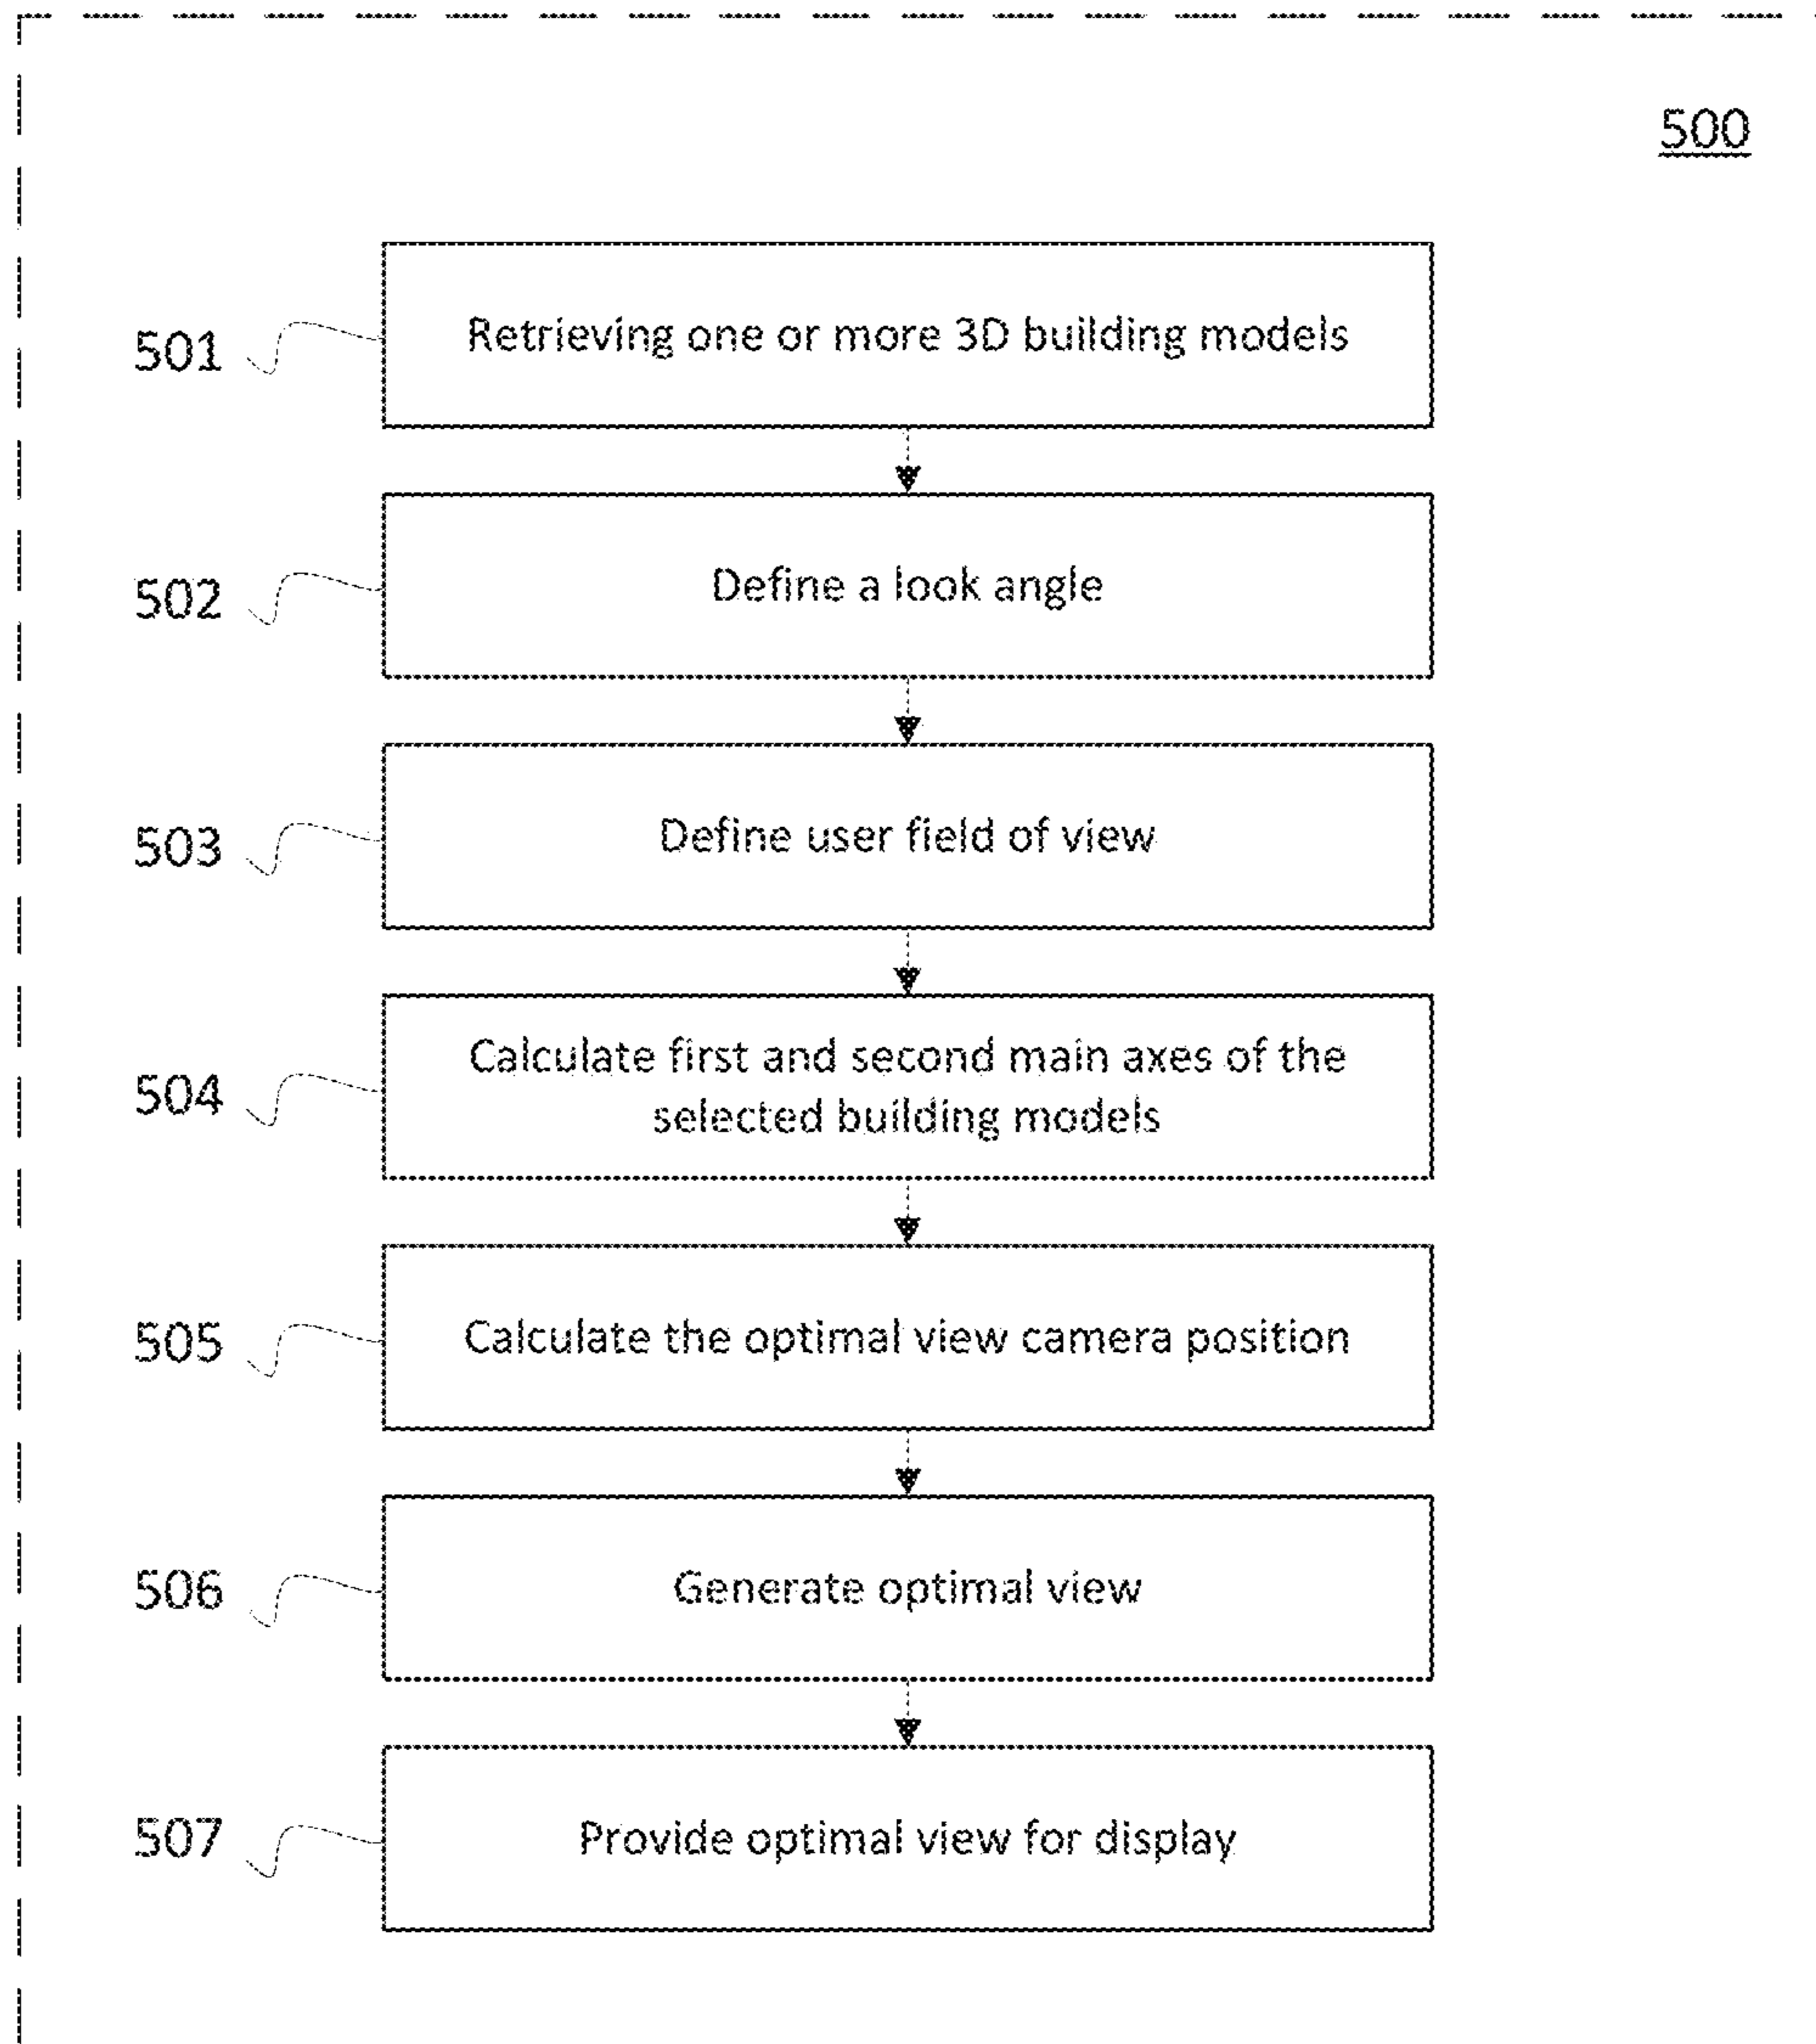 500
501
Retrieving one or more 3D building models
502
Define a look angle
503
Define user field of view
504
Calculate first and second main axes of the
selected building models
505
Calculate the optimal view camera position
506
Generate optimal view
507
Provide optimal view for display